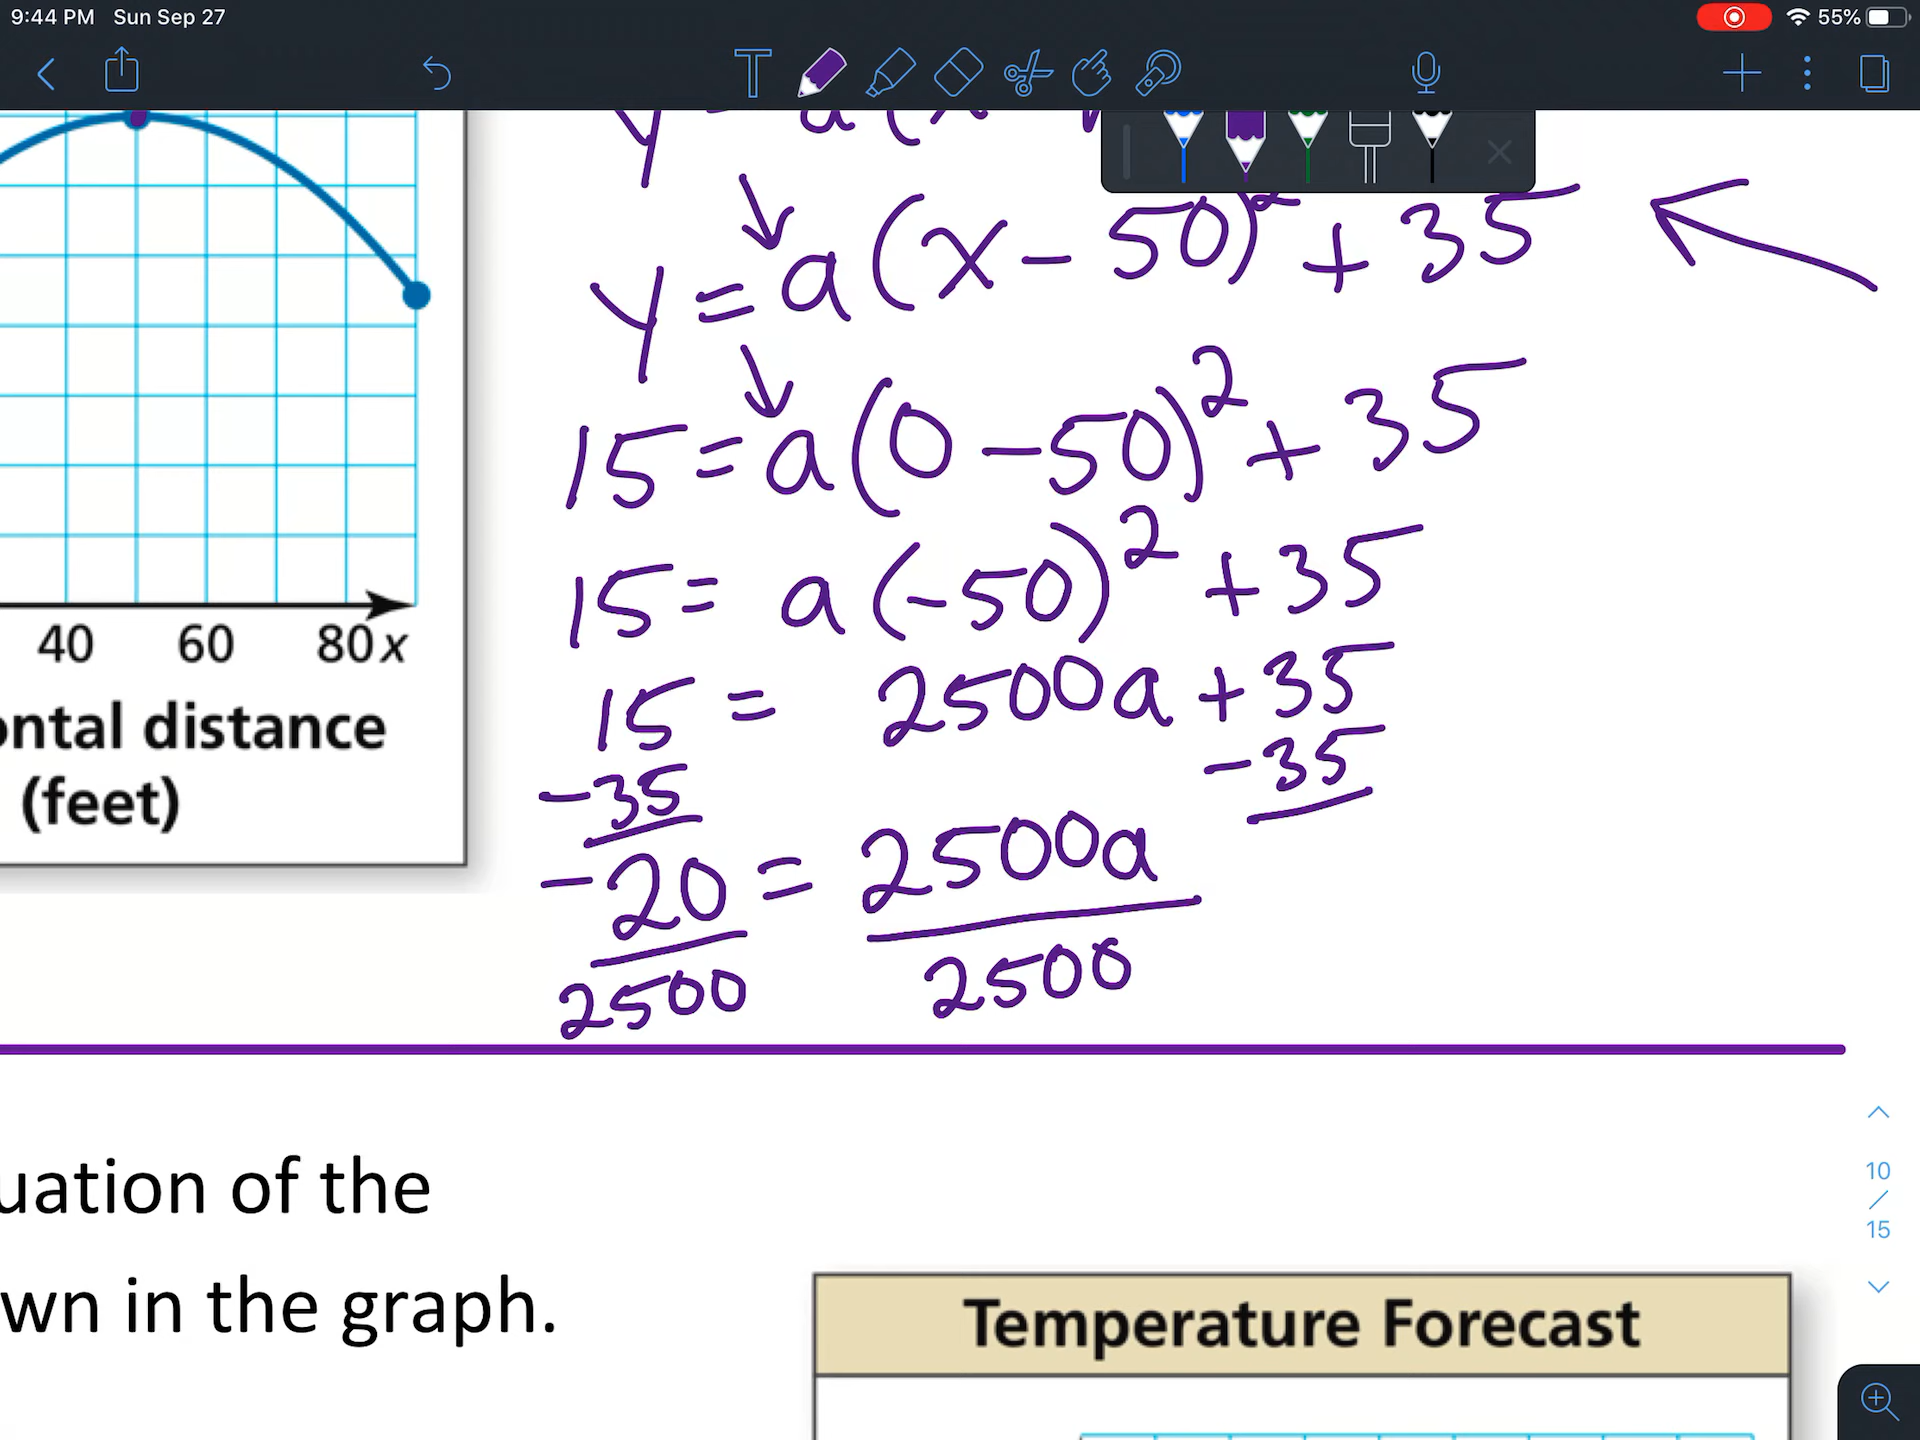 9:44 PM Sun Sep 27
55%
T
y = a(x - 50)² + 35
15 = a(0 - 50)² + 35
15 = a(-50)² + 35
15 = 2500a + 35
-35 -35
-20 = 2500a
2500 2500
40 60 80 x
ontal distance
(feet)
uation of the
wn in the graph.
10
/
15
Temperature Forecast